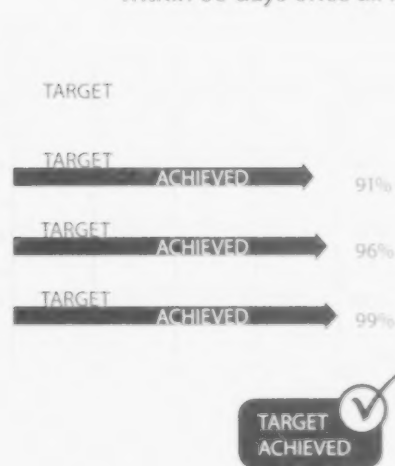 TARGET
TARGET
ACHIEVED 91%
TARGET
ACHIEVED 96%
TARGET
ACHIEVED 99%
TARGET
ACHIEVED